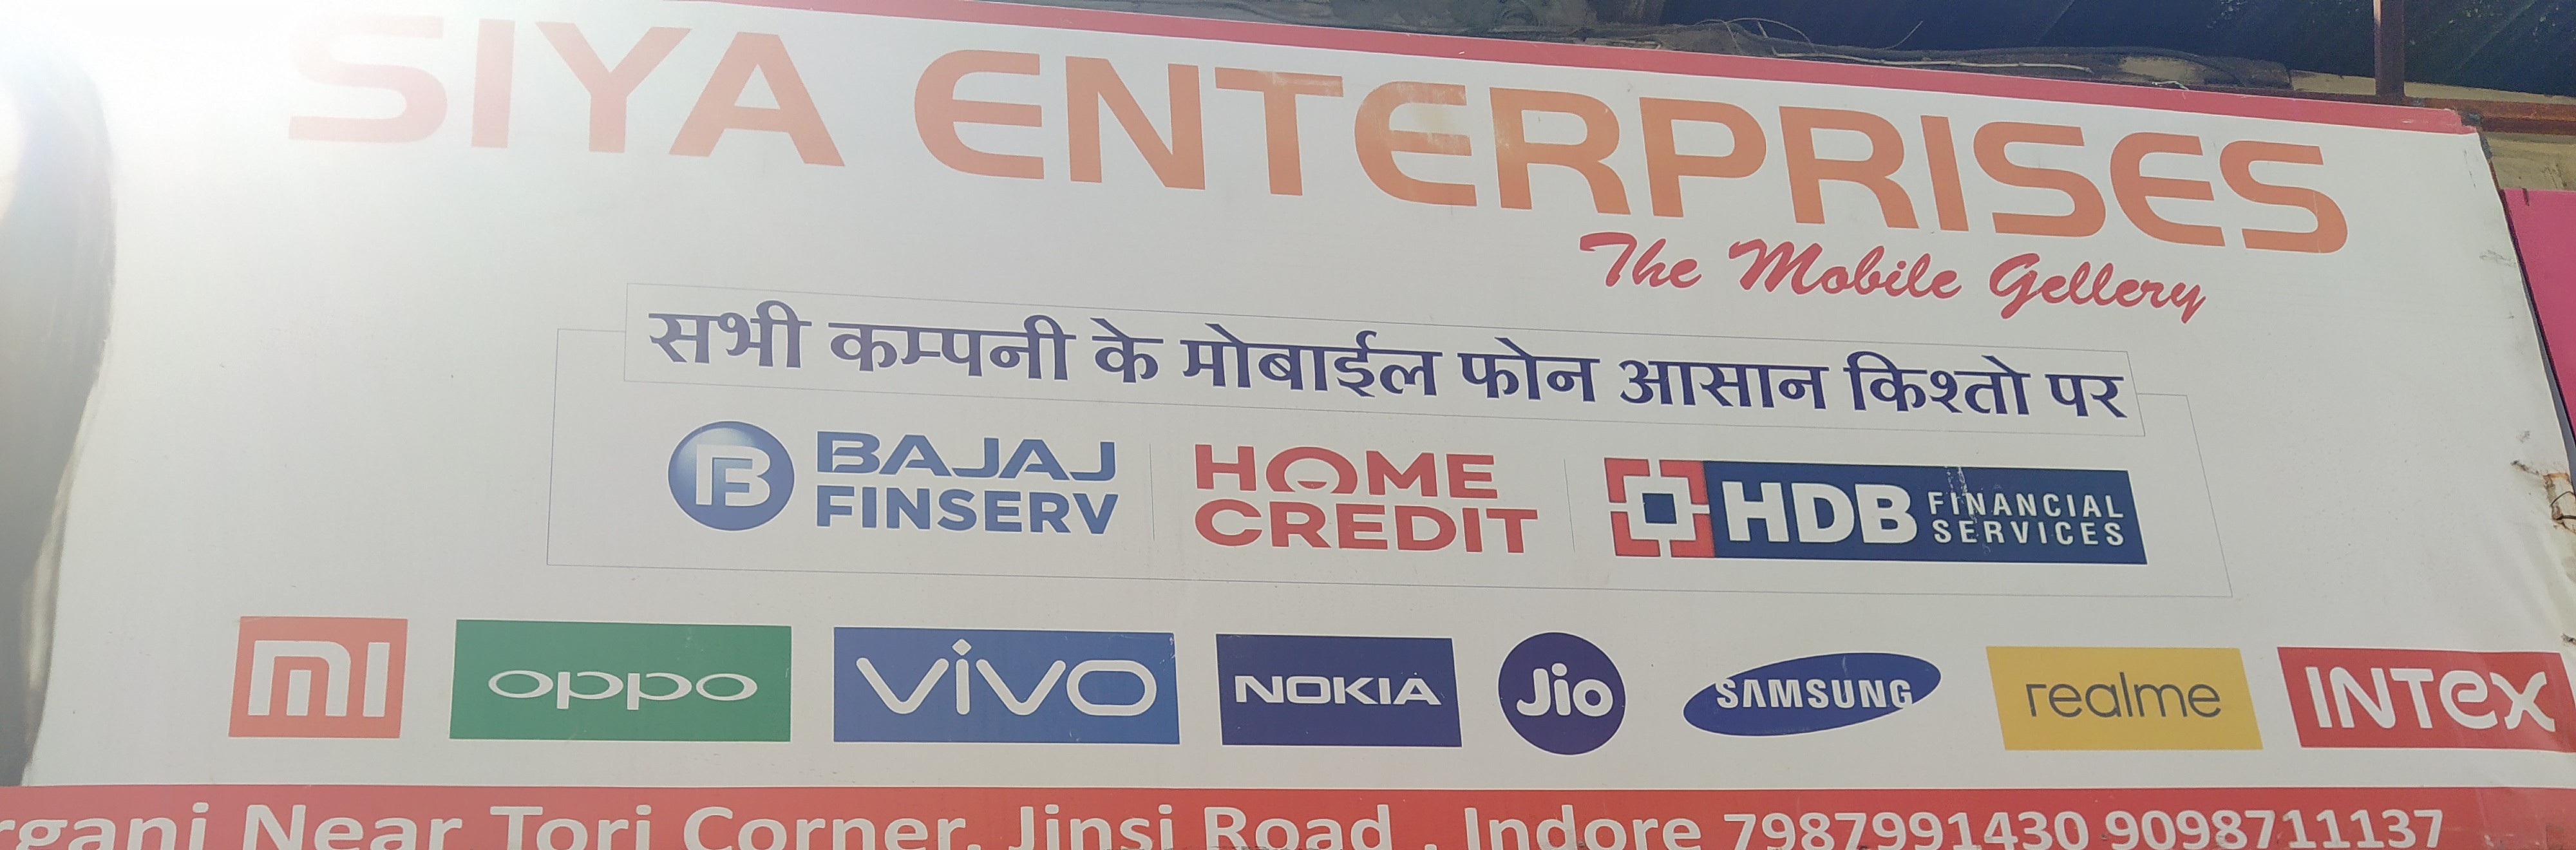 SIYA ENTERPRISES
The Mobile Gellery
सभी कम्पनी के मोबाईल फोन आसान किश्तो पर
BAJAJ FINSERV HOME CREDIT HDB FINANCIAL SERVICES
mi oppo vivo NOKIA Jio SAMSUNG realme INTEX
Near Tori Corner, Jinsi Road , Indore 7987991430 9098711137